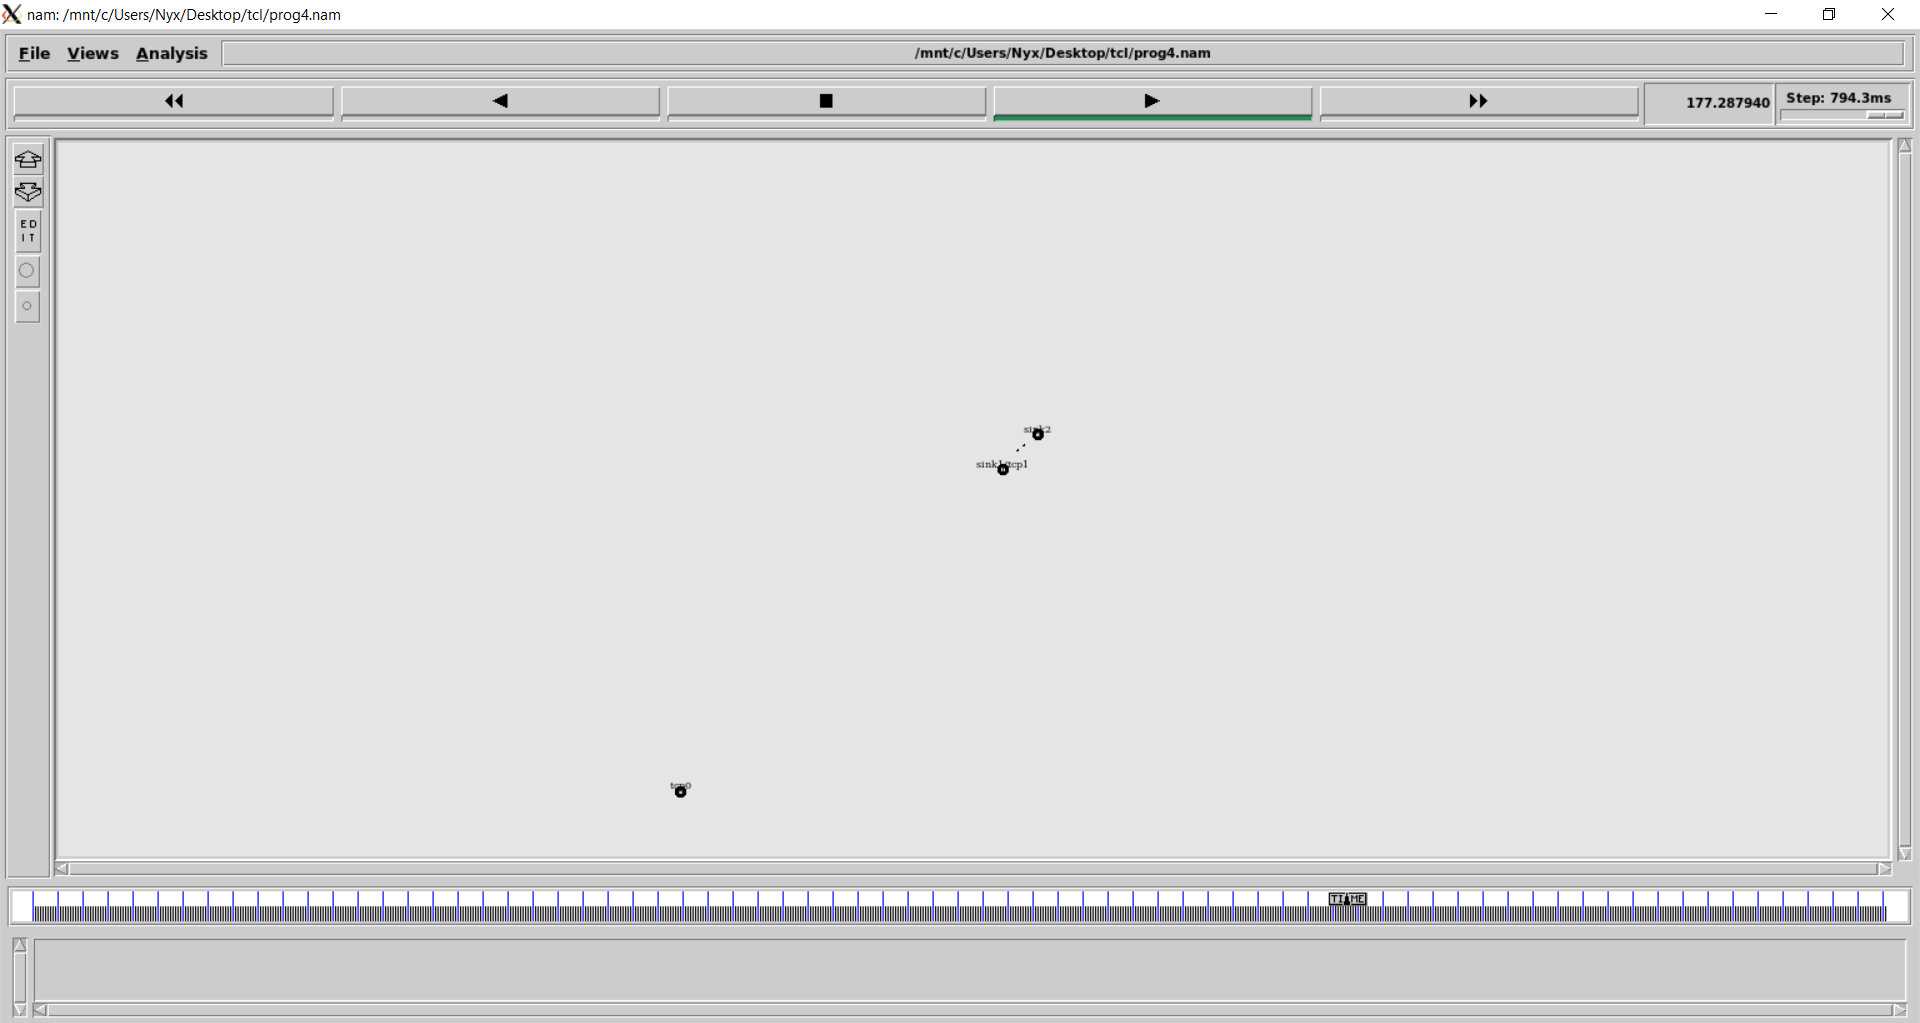 nam: /mnt/c/Users/Nyx/Desktop/tcl/prog4.nam
File Views Analysis /mnt/c/Users/Nyx/Desktop/tcl/prog4.nam
177.287940 Step: 794.3ms
ED
IT
sink2
sink1,tcp1
tcp0
TIME